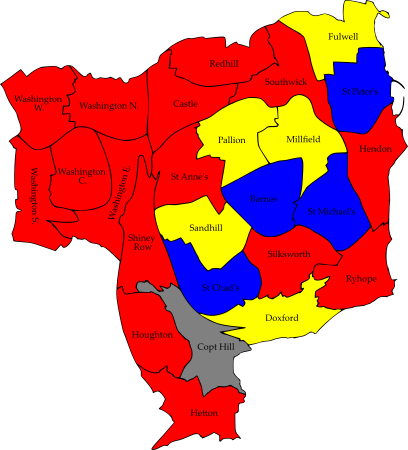 Fulwell
Redhill
Southwick
St Peter's
Washington
W.
Washington N.
Castle
Pallion
Millfield
Hendon
Washington
C.
Washington E.
St Anne's
Washington S.
Barnes
St Michael's
Sandhill
Shiney
Row
Silksworth
Ryhope
St Chad's
Doxford
Houghton
Copt Hill
Hetton